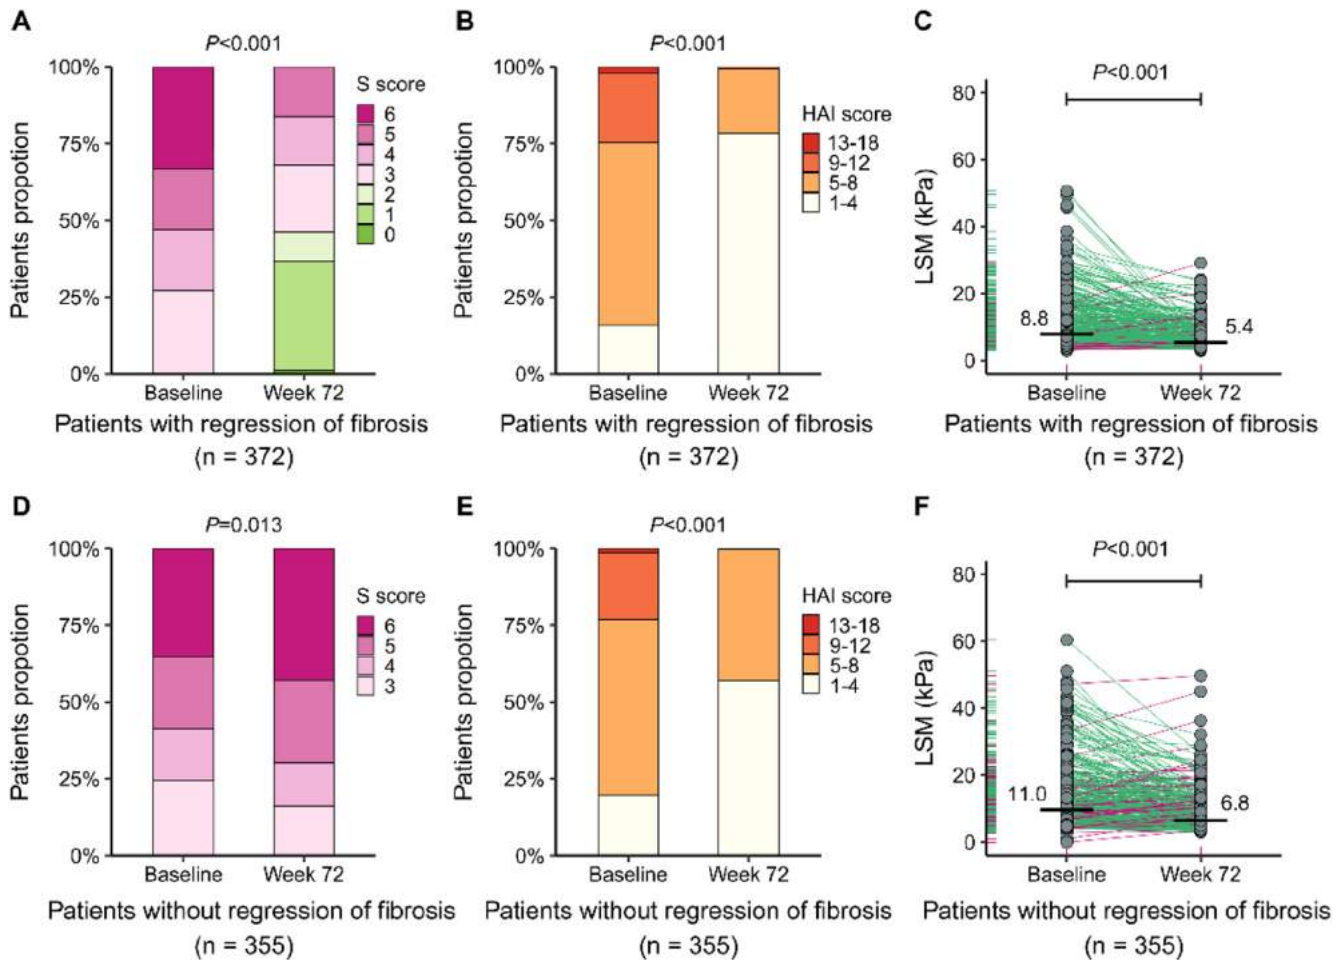 A
P<0.001
100%
75%
50%
25%
0%
Patients propotion
S score
6
5
4
3
2
1
0
Baseline
Week 72
Patients with regression of fibrosis
(n = 372)
B
P<0.001
100%
75%
50%
25%
0%
Patients propotion
HAI score
13-18
9-12
5-8
1-4
Baseline
Week 72
Patients with regression of fibrosis
(n = 372)
C
P<0.001
80
60
40
20
0
LSM (kPa)
8.8
5.4
Baseline
Week 72
Patients with regression of fibrosis
(n = 372)
D
P=0.013
100%
75%
50%
25%
0%
Patients propotion
S score
6
5
4
3
Baseline
Week 72
Patients without regression of fibrosis
(n = 355)
E
P<0.001
100%
75%
50%
25%
0%
Patients propotion
HAI score
13-18
9-12
5-8
1-4
Baseline
Week 72
Patients without regression of fibrosis
(n = 355)
F
P<0.001
80
60
40
20
0
LSM (kPa)
11.0
6.8
Baseline
Week 72
Patients without regression of fibrosis
(n = 355)